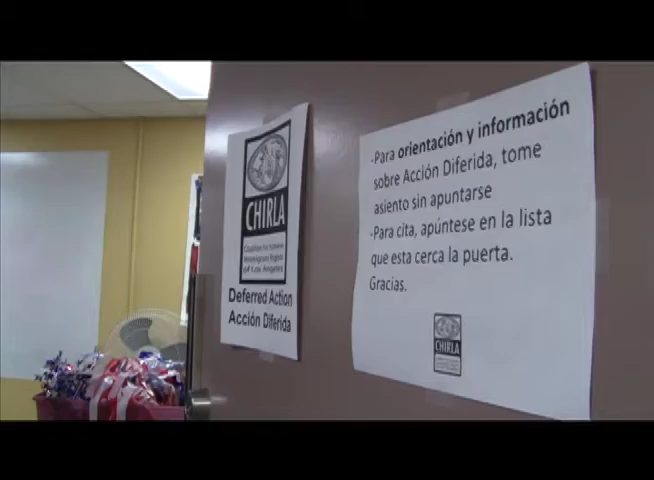 CHIRLA
Coalition for Humane
Immigrant Rights
of Los Angeles
Deferred Action
Acción Diferida
-Para orientación y información
sobre Acción Diferida, tome
asiento sin apuntarse
-Para cita, apúntese en la lista
que esta cerca la puerta.
Gracias.
CHIRLA